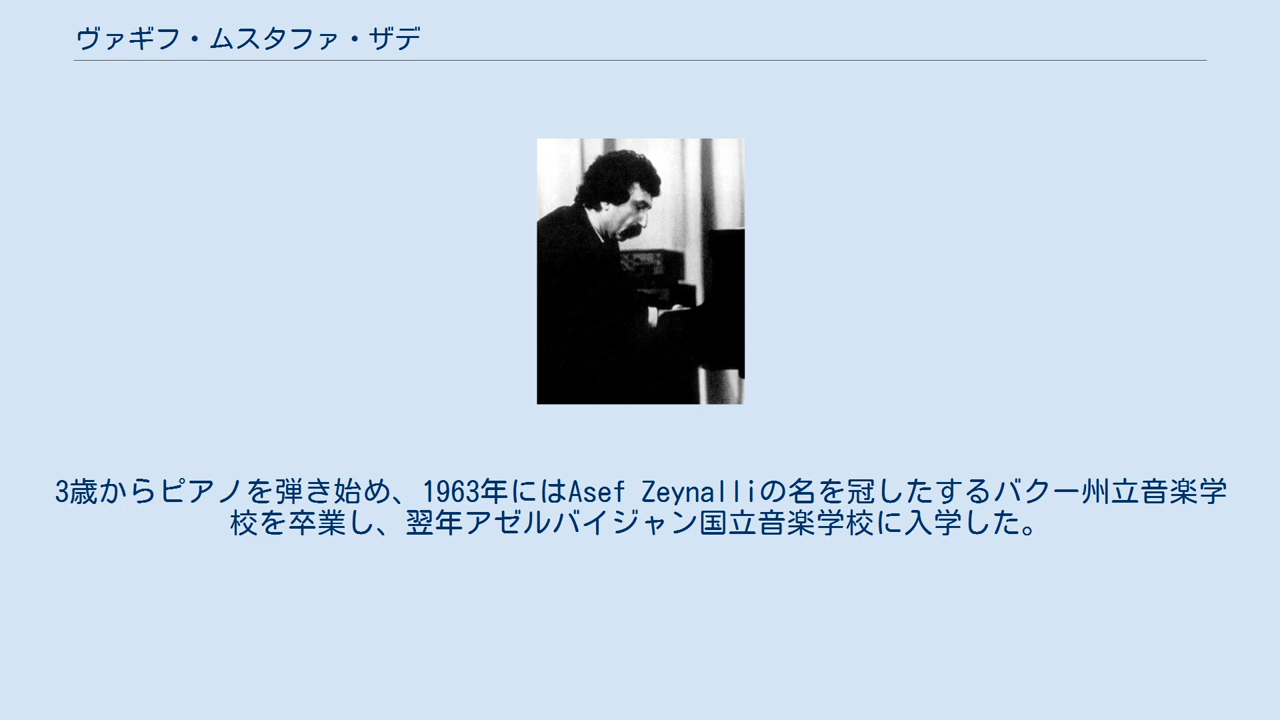 ヴァギフ・ムスタファ・ザデ
3歳からピアノを弾き始め、1963年にはAsef Zeynalliの名を冠したするバクー州立音楽学
校を卒業し、翌年アゼルバイジャン国立音楽学校に入学した。